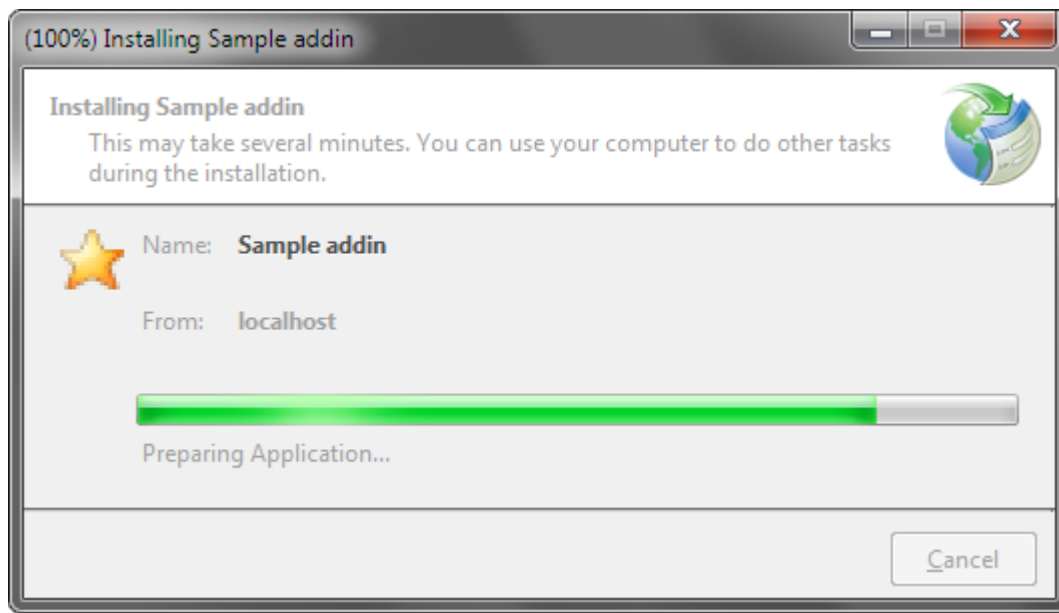 (100%) Installing Sample addin
Installing Sample addin
This may take several minutes. You can use your computer to do other tasks
during the installation.
Name: Sample addin
From: localhost
Preparing Application...
Cancel